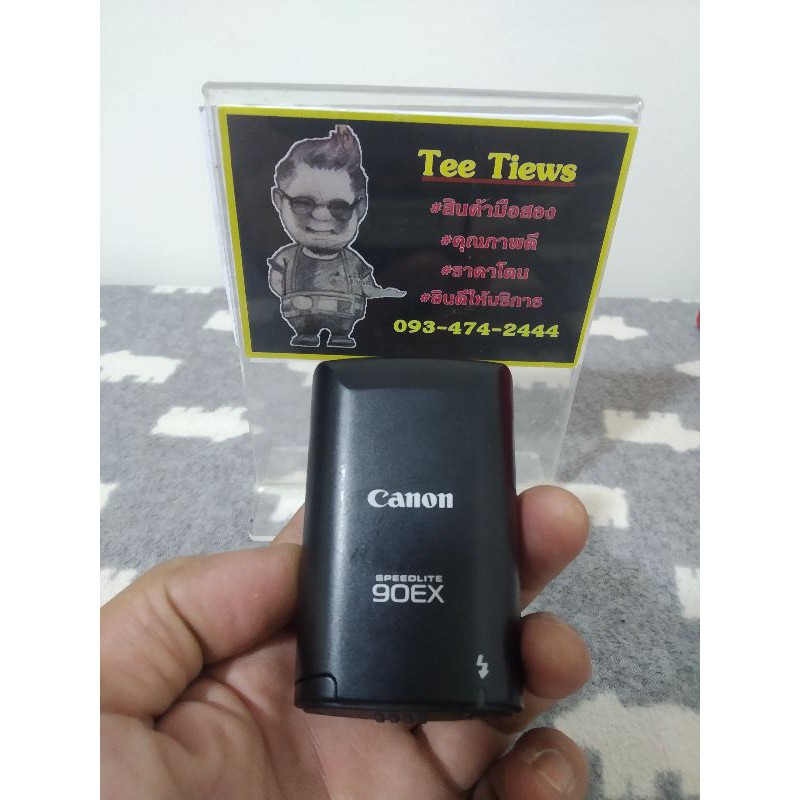 Tee Tiews
#สินค้ามือสอง
#คุณภาพดี
#ราคาโดน
#ยินดีให้บริการ
093-474-2444
Canon
SPEEDLITE
90EX